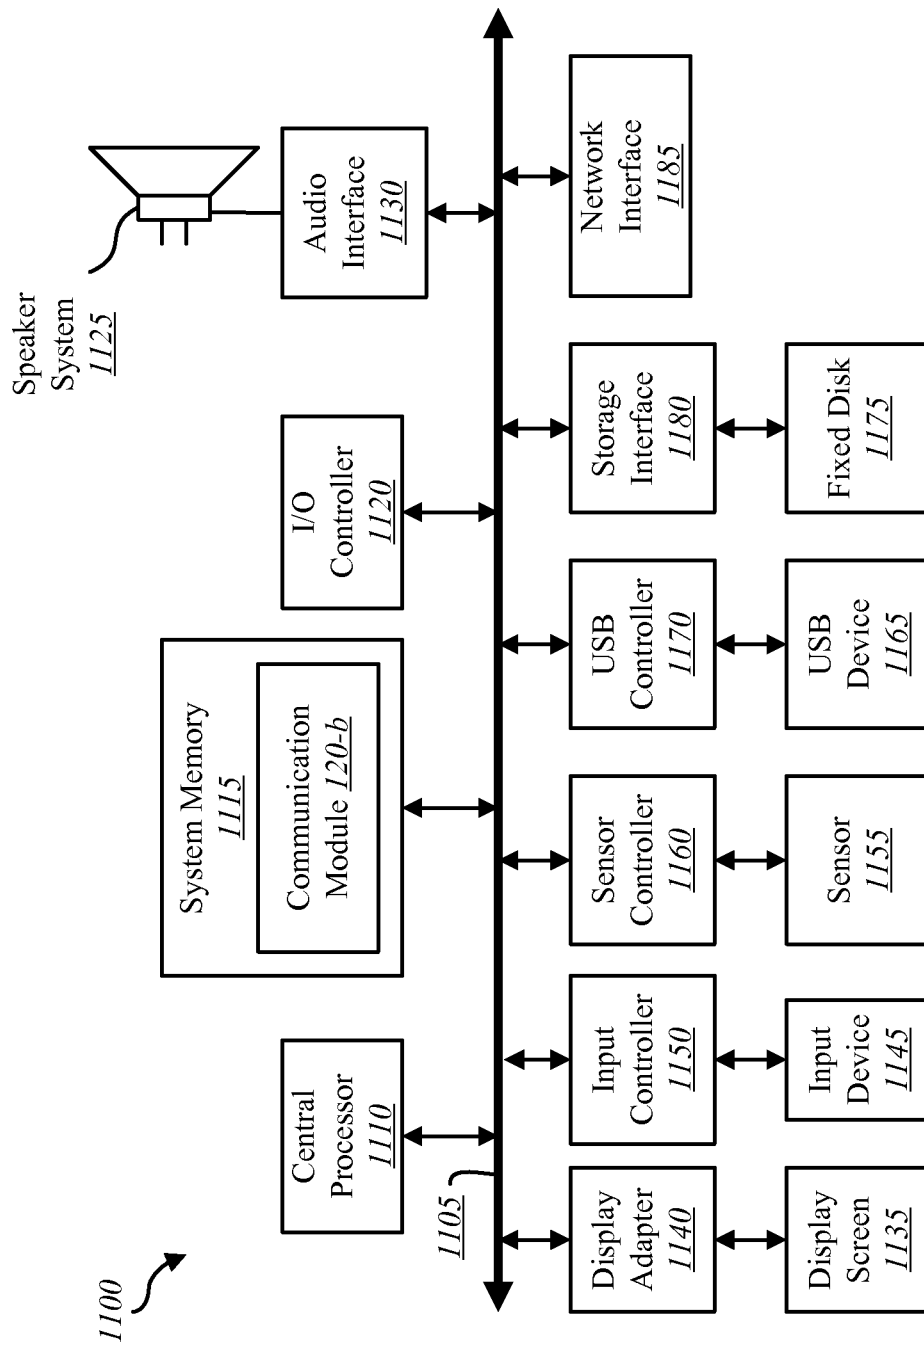 1100
Speaker
System
1125
Central
Processor
1110
System Memory
1115
Communication
Module 120-b
I/O
Controller
1120
Audio
Interface
1130
1105
Display
Adapter
1140
Input
Controller
1150
Sensor
Controller
1160
USB
Controller
1170
Storage
Interface
1180
Network
Interface
1185
Display
Screen
1135
Input
Device
1145
Sensor
1155
USB
Device
1165
Fixed Disk
1175